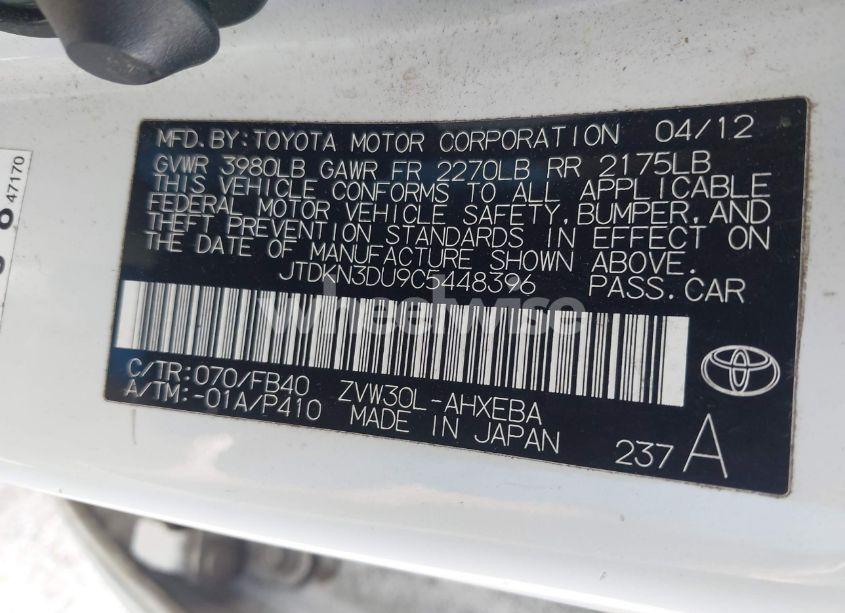 MFD.BY:TOYOTA MOTOR CORPORATION 04/12
GVWR 3980LB GAWR FR 2270LB RR 2175LB
THIS VEHICLE CONFORMS TO ALL APPLICABLE
FEDERAL MOTOR VEHICLE SAFETY, BUMPER, AND
THEFT PREVENTION STANDARDS IN EFFECT ON
THE DATE OF MANUFACTURE SHOWN ABOVE.
JTDKN3DU9C5448396 PASS.CAR
wheelwise
C/TR:070/FB40 ZVW30L-AHXEBA
A/TM:-01A/P410 MADE IN JAPAN
237 A
47170